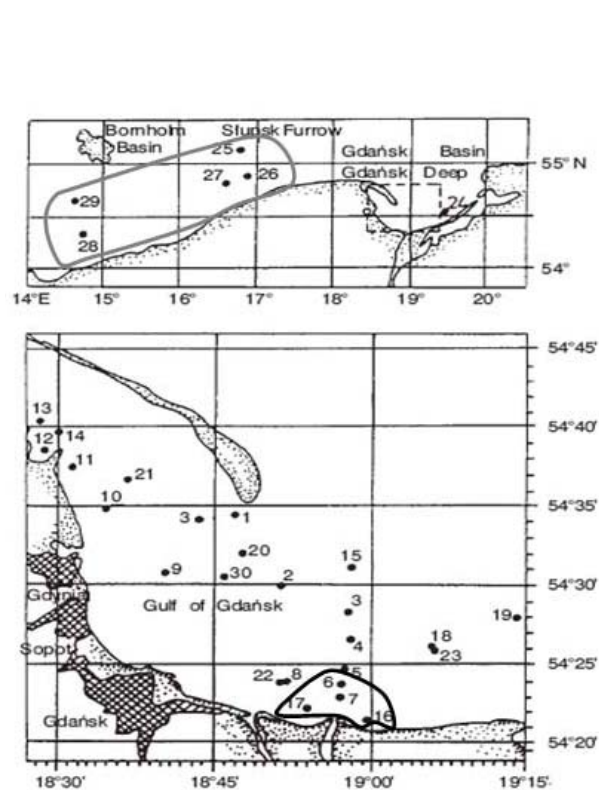 Bornholm Słupsk Furrow
Basin
25
Gdańsk Basin
Gdańsk Deep
55° N
27 26
29
24
28
54°
14°E 15° 16° 17° 18° 19° 20°
54°45'
13
54°40'
12 14
11
21
10
54°35'
3 1
20
15
9 30 2
54°30'
Gdynia
Gulf of Gdańsk
3
19
18
4
23
Sopot
54°25'
22 8 6 5
17 7
16
Gdańsk
54°20'
18°30' 18°45' 19°00' 19°15'